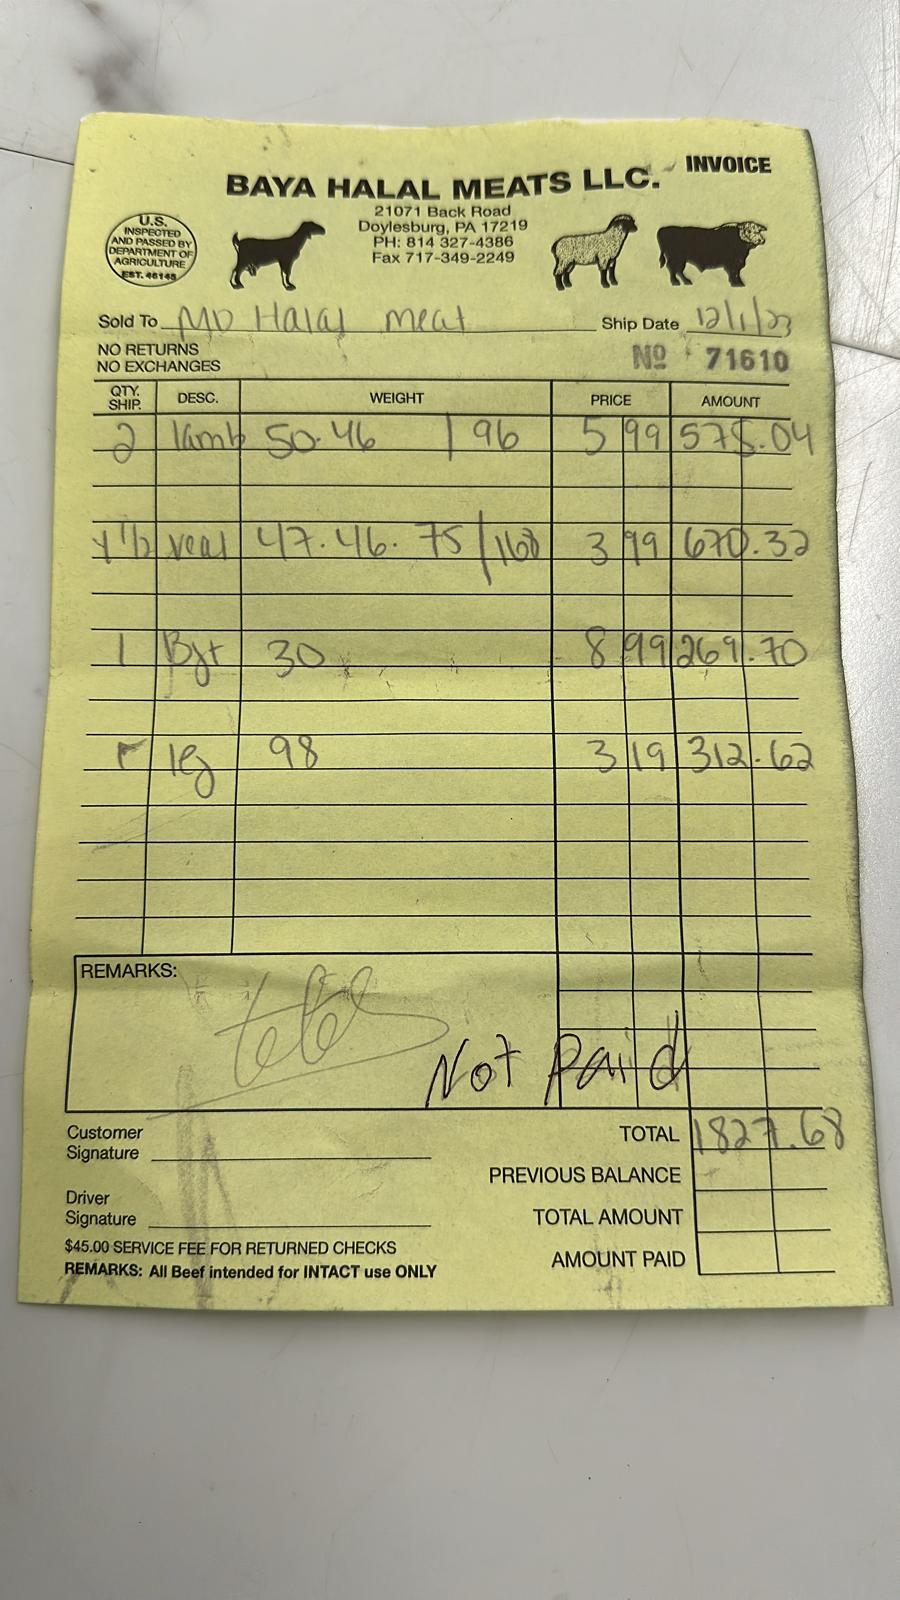 INVOICE
BAYA HALAL MEATS LLC.
21071 Back Road
Doylesburg, PA 17219
PH: 814 327-4386
Fax 717-349-2249
U.S.
INSPECTED
AND PASSED BY
DEPARTMENT OF
AGRICULTURE
EST. 46145
Sold To MD Halal meat Ship Date 12/1/23
NO RETURNS
NO EXCHANGES
Nº 71610
QTY. SHIP. DESC. WEIGHT PRICE AMOUNT
2 lamb 50.46 / 96 5 99 575.04
1/2 veal 47.46.75 / 168 3 99 670.32
1 30 8 99 269.70
leg 98 3 19 312.62
REMARKS:
Not Paid
Customer
Signature
TOTAL 1827.68
PREVIOUS BALANCE
Driver
Signature
TOTAL AMOUNT
$45.00 SERVICE FEE FOR RETURNED CHECKS
AMOUNT PAID
REMARKS: All Beef intended for INTACT use ONLY